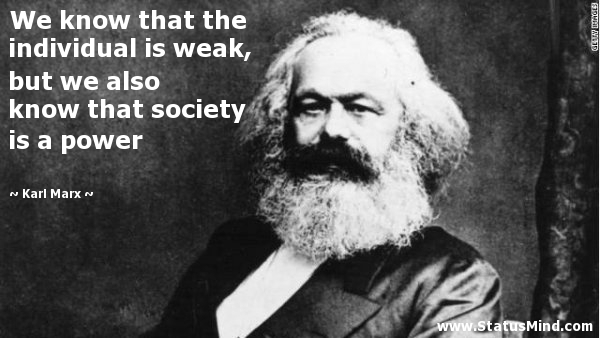 We know that the
individual is weak,
but we also
know that society
is a power
~ Karl Marx ~
GETTY IMAGES
www.StatusMind.com